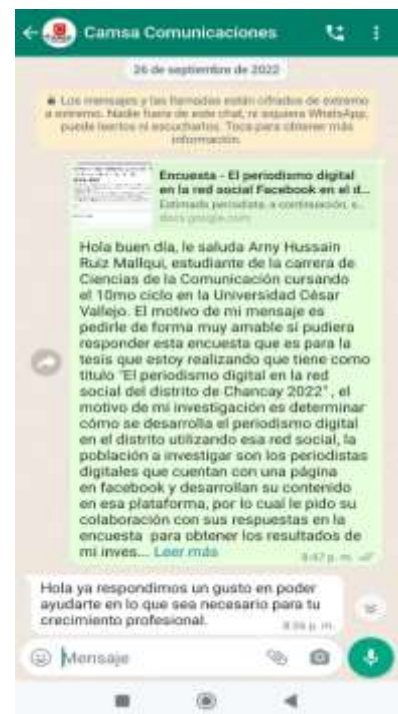 Camsa Comunicaciones
26 de septiembre de 2022
Los mensajes y las llamadas están cifrados de extremo
a extremo. Nadie fuera de este chat, ni siquiera WhatsApp,
puede leerlos ni escucharlos. Toca para obtener más
información.
Encuesta - El periodismo digital
en la red social Facebook en el d...
Estimado periodista, a continuación, s...
docs.google.com
Hola buen día, le saluda Arny Hussain
Ruiz Mallqui, estudiante de la carrera de
Ciencias de la Comunicación cursando
el 10mo ciclo en la Universidad César
Vallejo. El motivo de mi mensaje es
pedirle de forma muy amable si pudiera
responder esta encuesta que es para la
tesis que estoy realizando que tiene como
título "El periodismo digital en la red
social del distrito de Chancay 2022", el
motivo de mi investigación es determinar
cómo se desarrolla el periodismo digital
en el distrito utilizando esa red social, la
población a investigar son los periodistas
digitales que cuentan con una página
en facebook y desarrollan su contenido
en esa plataforma, por lo cual le pido su
colaboración con sus respuestas en la
encuesta para obtener los resultados de
mi inves... Leer más
8:47 p. m.
Hola ya respondimos un gusto en poder
ayudarte en lo que sea necesario para tu
crecimiento profesional.
p. m.
Mensaje